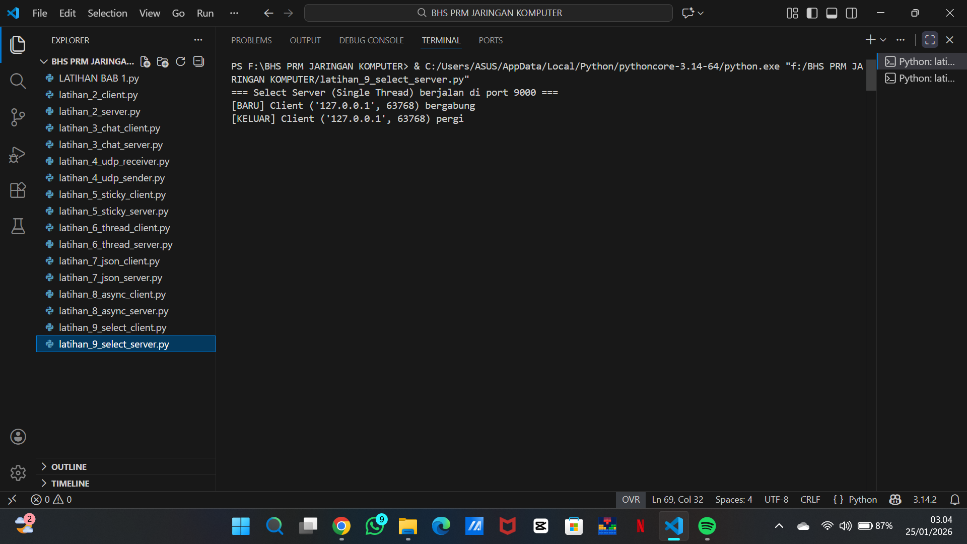 File Edit Selection View Go Run ··· BHS PRM JARINGAN KOMPUTER
EXPLORER
BHS PRM JARINGA...
LATIHAN BAB 1.py
latihan_2_client.py
latihan_2_server.py
latihan_3_chat_client.py
latihan_3_chat_server.py
latihan_4_udp_receiver.py
latihan_4_udp_sender.py
latihan_5_sticky_client.py
latihan_5_sticky_server.py
latihan_6_thread_client.py
latihan_6_thread_server.py
latihan_7_json_client.py
latihan_7_json_server.py
latihan_8_async_client.py
latihan_8_async_server.py
latihan_9_select_client.py
latihan_9_select_server.py
OUTLINE
TIMELINE
PROBLEMS OUTPUT DEBUG CONSOLE TERMINAL PORTS
PS F:\BHS PRM JARINGAN KOMPUTER> & C:/Users/ASUS/AppData/Local/Python/pythoncore-3.14-64/python.exe "f:/BHS PRM JA
RINGAN KOMPUTER/latihan_9_select_server.py"
=== Select Server (Single Thread) berjalan di port 9000 ===
[BARU] Client ('127.0.0.1', 63768) bergabung
[KELUAR] Client ('127.0.0.1', 63768) pergi
Python: lati...
Python: lati...
0 0 OVR Ln 69, Col 32 Spaces: 4 UTF 8 CRLF { } Python 3.14.2
2 9 N 87% 03.04
25/01/2026